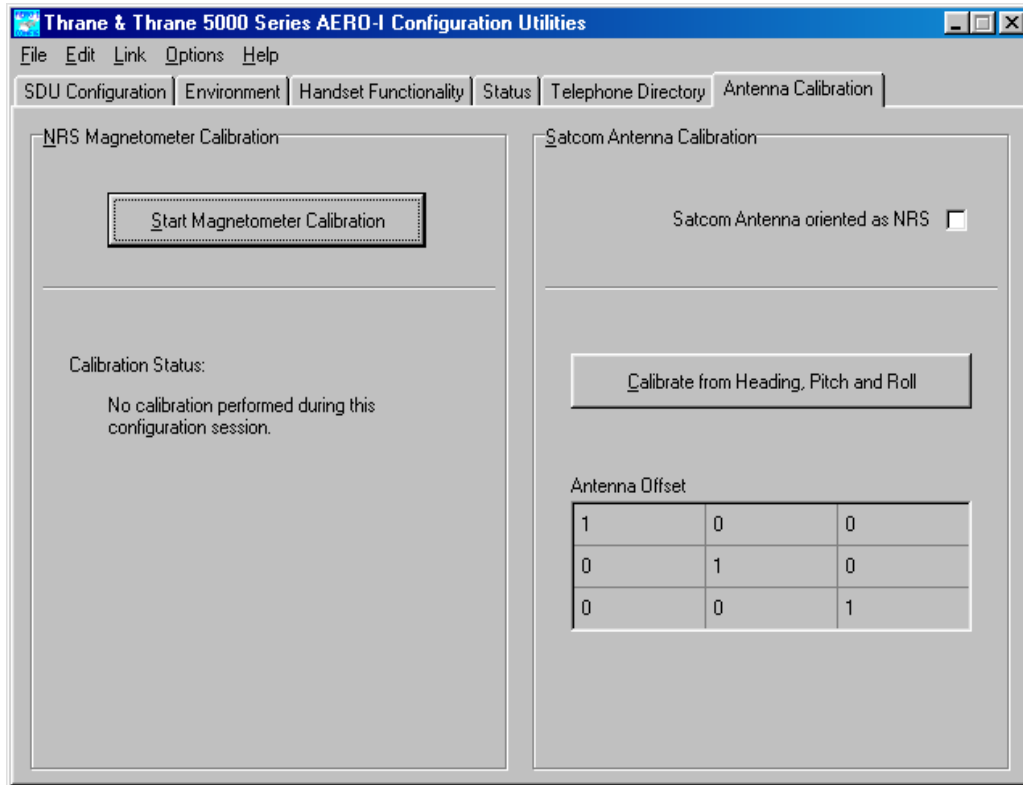 Thrane & Thrane 5000 Series AERO-I Configuration Utilities
File Edit Link Options Help
SDU Configuration Environment Handset Functionality Status Telephone Directory Antenna Calibration
NRS Magnetometer Calibration
Start Magnetometer Calibration
Calibration Status:
No calibration performed during this
configuration session.
Satcom Antenna Calibration
Satcom Antenna oriented as NRS
Calibrate from Heading, Pitch and Roll
Antenna Offset
1 0 0
0 1 0
0 0 1